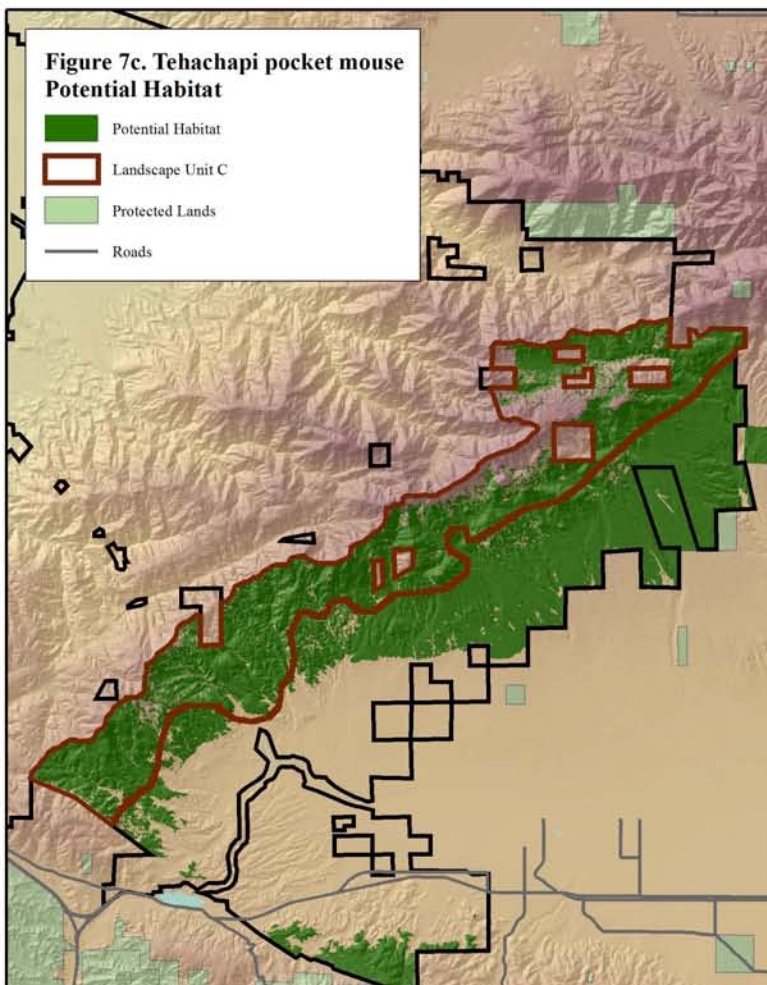 Figure 7c. Tehachapi pocket mouse
Potential Habitat
Potential Habitat
Landscape Unit C
Protected Lands
Roads